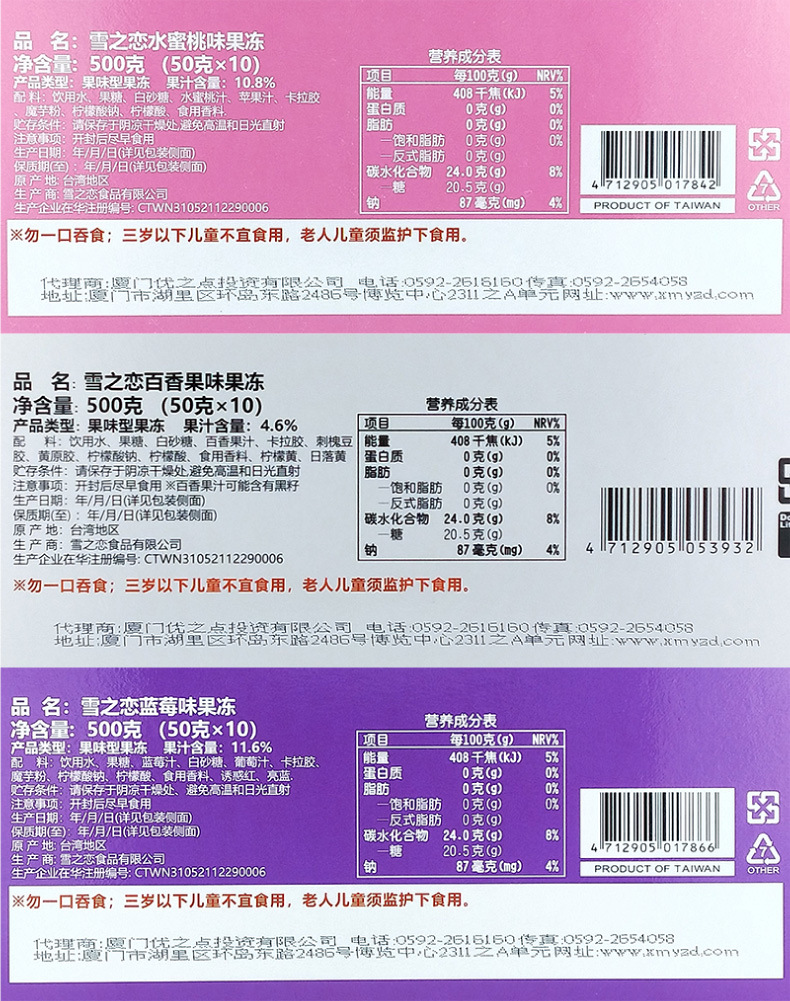 品 名：雪之恋水蜜桃味果冻
净含量：500克 (50克×10)
产品类型：果味型果冻 果汁含量：10.8%
配 料：饮用水、果糖、白砂糖、水蜜桃汁、苹果汁、卡拉胶
、魔芋粉、柠檬酸钠、柠檬酸、食用香料.
贮存条件：请保存于阴凉干燥处,避免高温和日光直射
注意事项：开封后尽早食用
生产日期：年/月/日(详见包装侧面)
保质期(至)：年/月/日(详见包装侧面)
原 产 地: 台湾地区
生 产 商: 雪之恋食品有限公司
生产企业在华注册编号: CTWN31052112290006
营养成分表
项目 每100克(g) NRV%
能量 408千焦(KJ) 5%
蛋白质 0克(g) 0%
脂肪 0克(g) 0%
—饱和脂肪 0克(g) 0%
—反式脂肪 0克(g)
碳水化合物 24.0克(g) 8%
—糖 20.5克(g)
钠 87毫克(mg) 4%
4 712905 017842
PRODUCT OF TAIWAN
7
OTHER
※勿一口吞食；三岁以下儿童不宜食用，老人儿童须监护下食用。
代理商:厦门优之点投资有限公司 电话:0592-2616160传真:0592-2654058
地址:厦门市湖里区环岛东路2486号博览中心2311之A单元网址:www.xmyzd.com
品 名: 雪之恋百香果味果冻
净含量: 500克 (50克×10)
产品类型：果味型果冻 果汁含量：4.6%
配 料：饮用水、果糖、白砂糖、百香果汁、卡拉胶、刺槐豆
胶、黄原胶、柠檬酸钠、柠檬酸、食用香料、柠檬黄、日落黄
贮存条件：请保存于阴凉干燥处,避免高温和日光直射
注意事项：开封后尽早食用 ※百香果汁可能含有黑籽
生产日期：年/月/日(详见包装侧面)
保质期(至)：年/月/日(详见包装侧面)
原 产 地：台湾地区
生 产 商：雪之恋食品有限公司
生产企业在华注册编号: CTWN31052112290006
营养成分表
项目 每100克(g) NRV%
能量 408千焦(KJ) 5%
蛋白质 0克(g) 0%
脂肪 0克(g) 0%
—饱和脂肪 0克(g) 0%
—反式脂肪 0克(g)
碳水化合物 24.0克(g) 8%
—糖 20.5克(g)
钠 87毫克(mg) 4%
4 712905 053932
※勿一口吞食；三岁以下儿童不宜食用，老人儿童须监护下食用。
代理商:厦门优之点投资有限公司 电话:0592-2616160传真:0592-2654058
地址:厦门市湖里区环岛东路2486号博览中心2311之A单元网址:www.xmyzd.com
品 名：雪之恋蓝莓味果冻
净含量：500克 (50克×10)
产品类型：果味型果冻 果汁含量：11.6%
配 料：饮用水、果糖、蓝莓汁、白砂糖、葡萄汁、卡拉胶、
魔芋粉、柠檬酸钠、柠檬酸、食用香料、诱惑红、亮蓝.
贮存条件：请保存于阴凉干燥处、避免高温和日光直射
注意事项：开封后尽早食用
生产日期：年/月/日(详见包装侧面)
保质期(至)：年/月/日(详见包装侧面)
原 产 地: 台湾地区
生 产 商: 雪之恋食品有限公司
生产企业在华注册编号: CTWN31052112290006
营养成分表
项目 每100克(g) NRV%
能量 408千焦(KJ) 5%
蛋白质 0克(g) 0%
脂肪 0克(g) 0%
—饱和脂肪 0克(g) 0%
—反式脂肪 0克(g)
碳水化合物 24.0克(g) 8%
—糖 20.5克(g)
钠 87毫克(mg) 4%
4 712905 017866
PRODUCT OF TAIWAN
7
OTHER
※勿一口吞食；三岁以下儿童不宜食用，老人儿童须监护下食用。
代理商:厦门优之点投资有限公司 电话:0592-2616160传真:0592-2654058
地址:厦门市湖里区环岛东路2486号博览中心2311之A单元网址:www.xmyzd.com